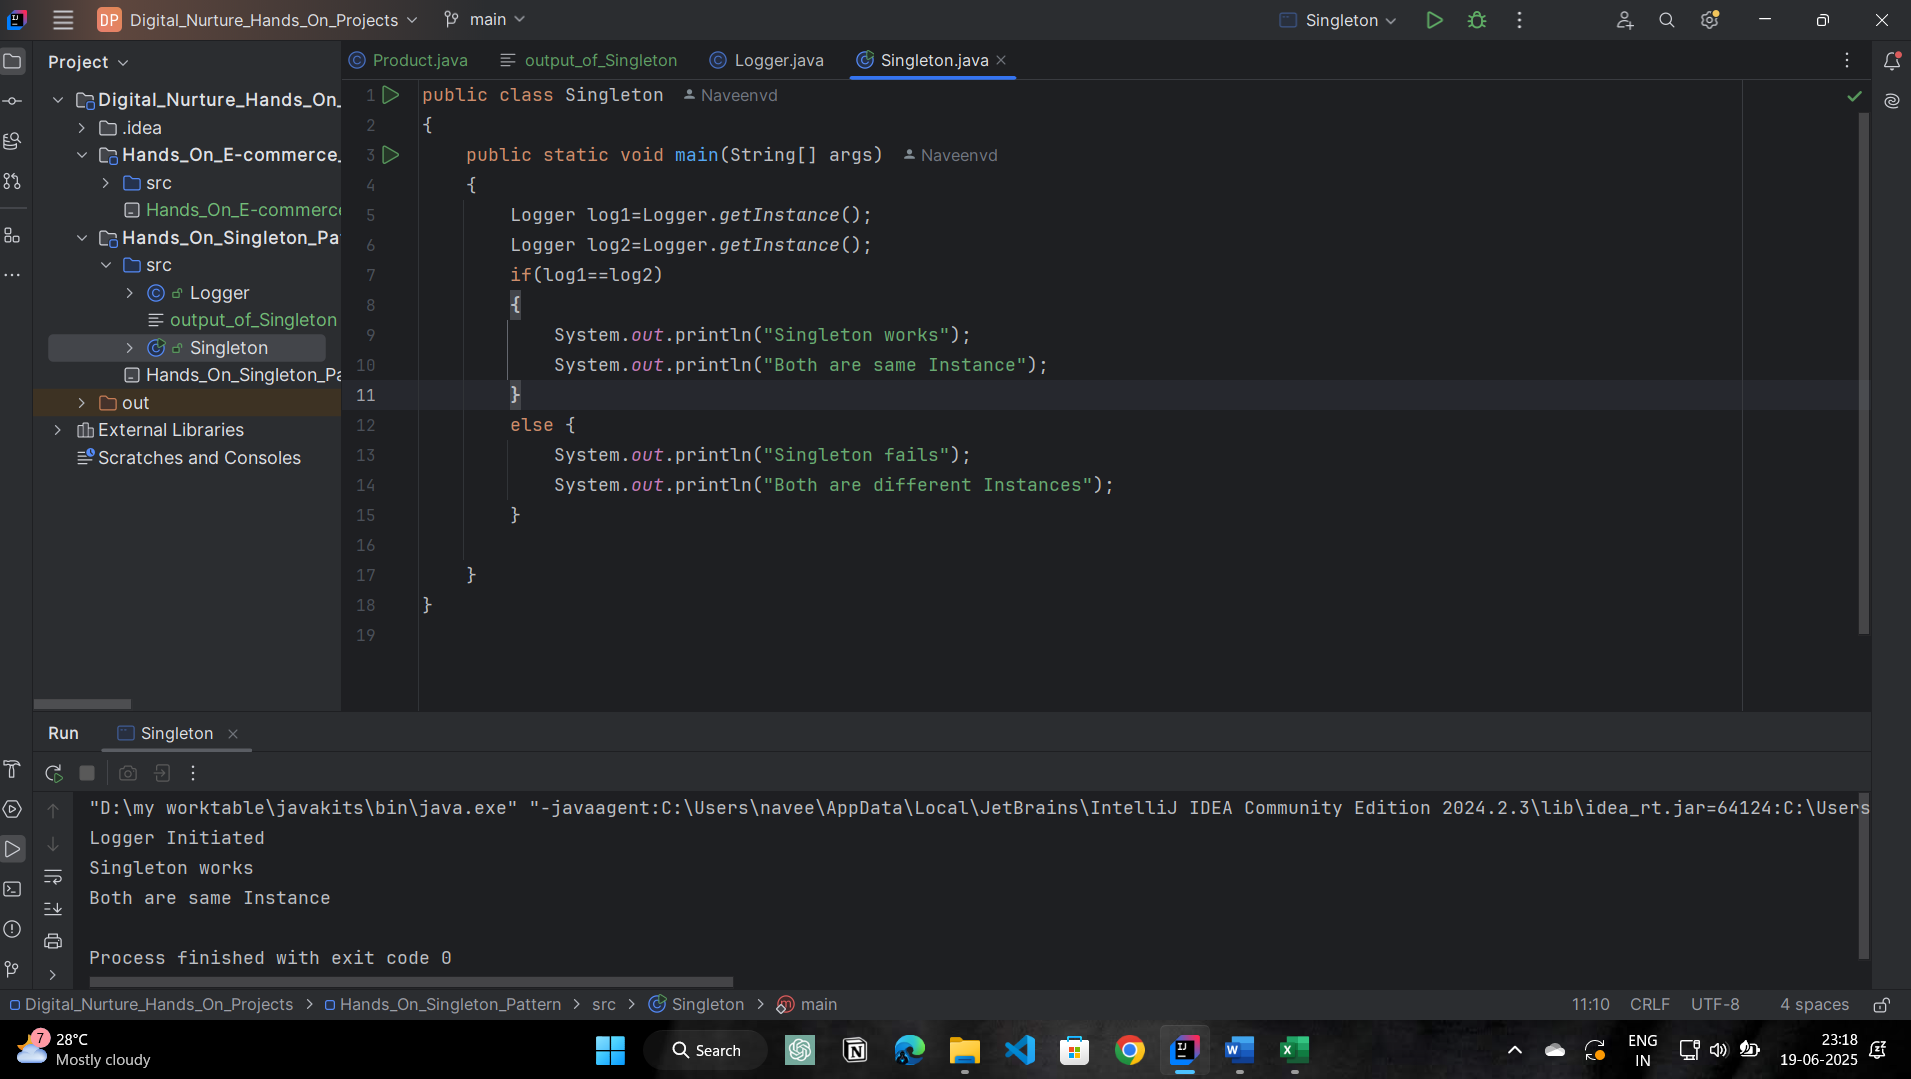 DP Digital_Nurture_Hands_On_Projects main Singleton
Project
Product.java output_of_Singleton Logger.java Singleton.java
Digital_Nurture_Hands_On_
.idea
Hands_On_E-commerce_
src
Hands_On_E-commerce
Hands_On_Singleton_Pa
src
Logger
output_of_Singleton
Singleton
Hands_On_Singleton_Pa
out
External Libraries
Scratches and Consoles
1 public class Singleton Naveenvd
2 {
3 public static void main(String[] args) Naveenvd
4 {
5 Logger log1=Logger.getInstance();
6 Logger log2=Logger.getInstance();
7 if(log1==log2)
8 {
9 System.out.println("Singleton works");
10 System.out.println("Both are same Instance");
11 }
12 else {
13 System.out.println("Singleton fails");
14 System.out.println("Both are different Instances");
15 }
16
17 }
18 }
19
Run Singleton
"D:\my worktable\javakits\bin\java.exe" "-javaagent:C:\Users\navee\AppData\Local\JetBrains\IntelliJ IDEA Community Edition 2024.2.3\lib\idea_rt.jar=64124:C:\Users
Logger Initiated
Singleton works
Both are same Instance
Process finished with exit code 0
Digital_Nurture_Hands_On_Projects > Hands_On_Singleton_Pattern > src > Singleton > main 11:10 CRLF UTF-8 4 spaces
7 28°C
Mostly cloudy
Search
ENG
IN
23:18
19-06-2025